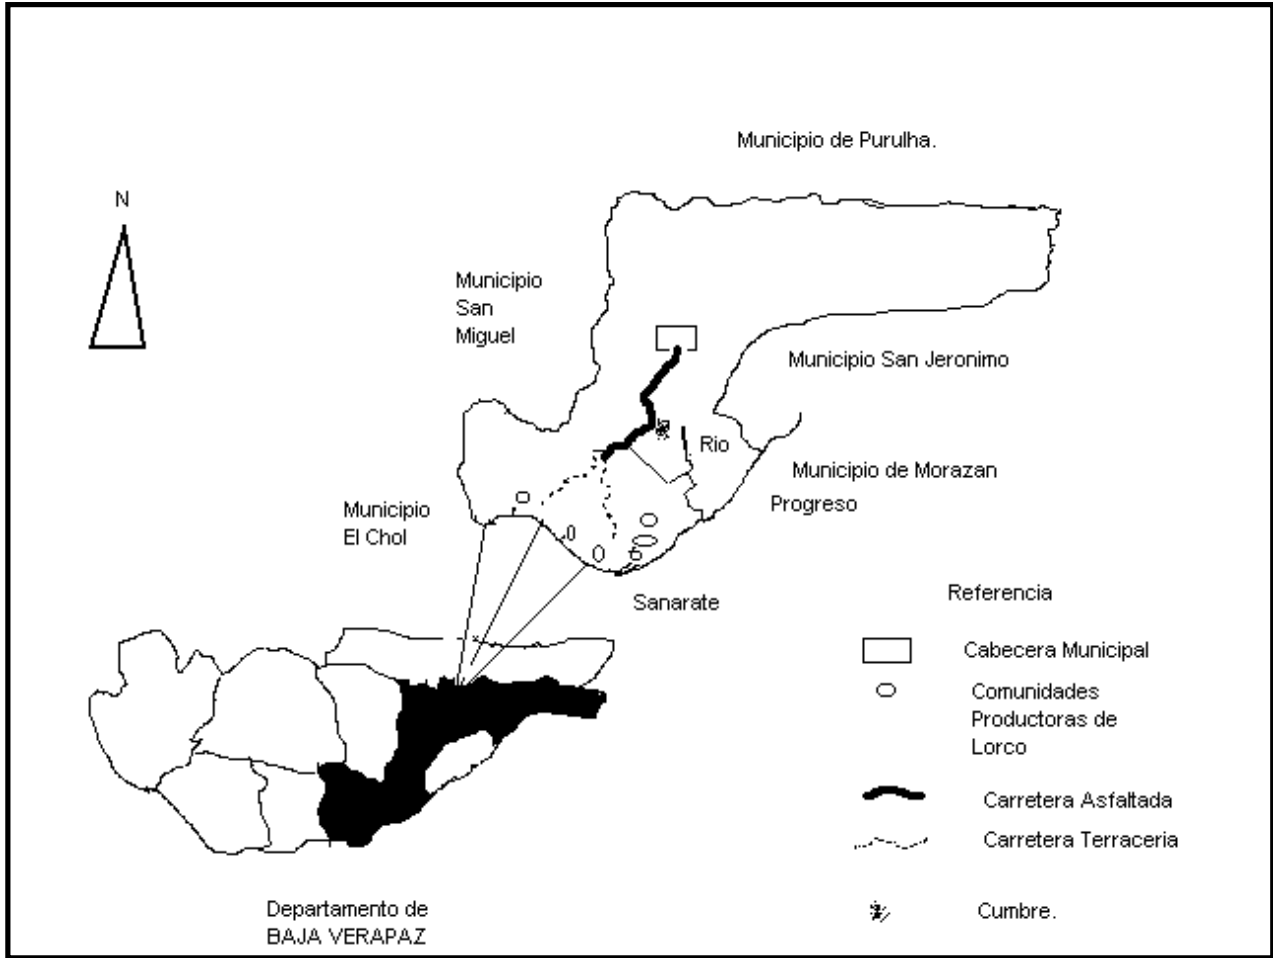 Municipio de Purulha.
N
Municipio
San
Miguel
Municipio San Jeronimo
Rio
Municipio de Morazan
Progreso
Municipio
El Chol
Sanarate
Referencia
Cabecera Municipal
Comunidades
Productoras de
Lorco
Carretera Asfaltada
Carretera Terraceria
Cumbre.
Departamento de
BAJA VERAPAZ